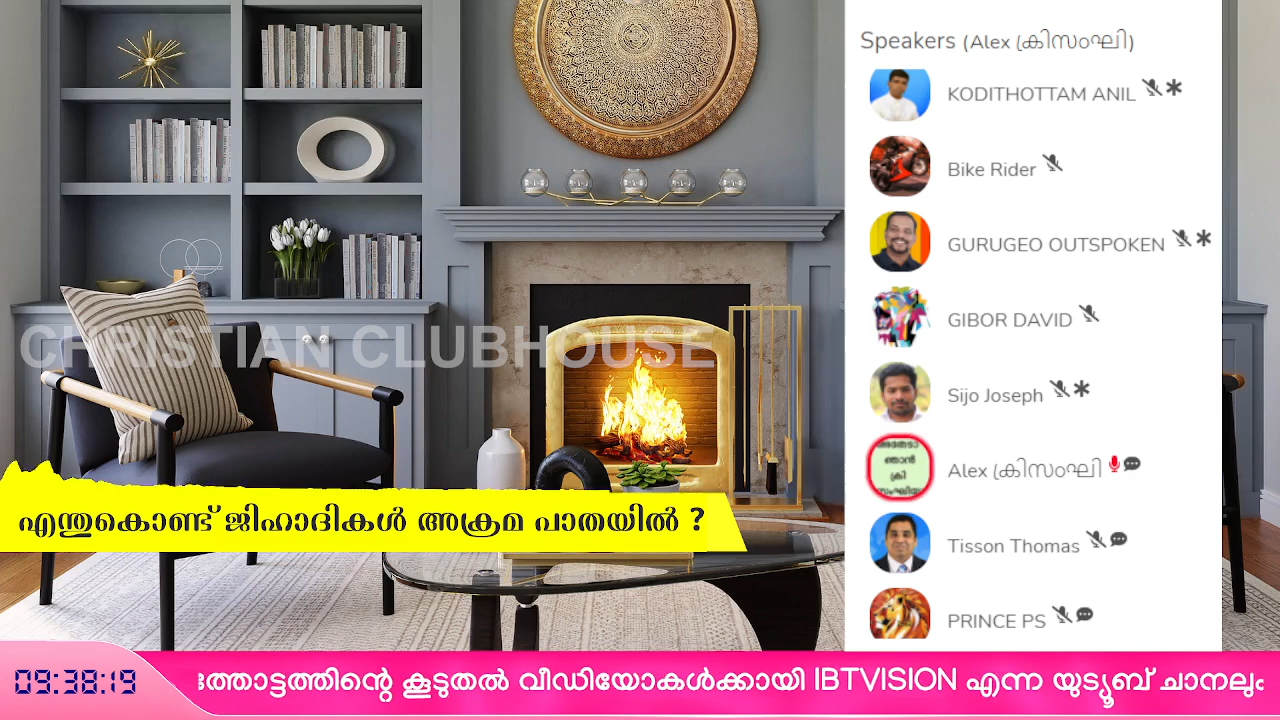 Speakers (Alex ക്രിസംഘി)
KODITHOTTAM ANIL
Bike Rider
GURUGEO OUTSPOKEN
GIBOR DAVID
Sijo Joseph
ഞാൻ
ക്രി
Alex ക്രിസംഘി
Tisson Thomas
PRINCE PS
CHRISTIAN CLUBHOUSE
എന്തുകൊണ്ട് ജിഹാദികൾ അക്രമ പാതയിൽ ?
09:38:19
ത്തോട്ടത്തിന്റെ കൂടുതൽ വീഡിയോകൾക്കായി IBTVISION എന്ന യുട്യൂബ് ചാനലും